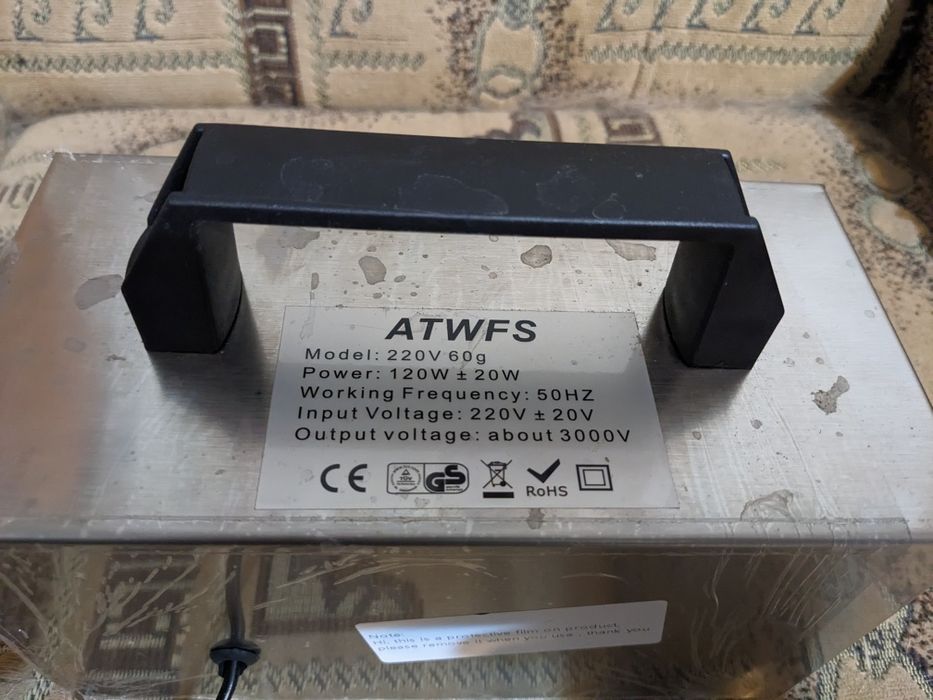 ATWFS
Model: 220V 60g
Power: 120W ± 20W
Working Frequency: 50HZ
Input Voltage: 220V ± 20V
Output voltage: about 3000V
CE TÜV GS RoHS
Note:
Hi, this is a protective film on product,
please remove it when you use , thank you